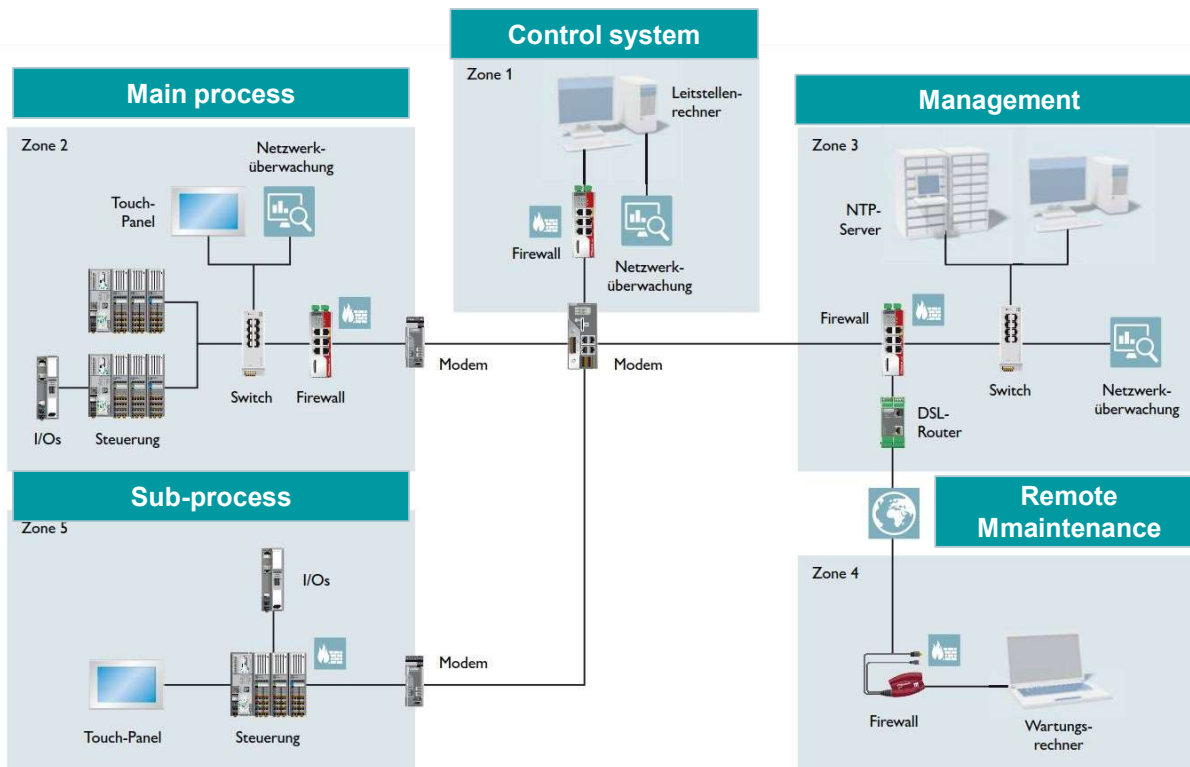 Control system
Zone 1
Leitstellen-
rechner
Firewall
Netzwerk-
überwachung
Modem
Main process
Zone 2
Netzwerk-
überwachung
Touch-
Panel
Switch
Firewall
Modem
I/Os
Steuerung
Management
Zone 3
NTP-
Server
Firewall
Switch
Netzwerk-
überwachung
DSL-
Router
Sub-process
Zone 5
I/Os
Modem
Touch-Panel
Steuerung
Remote
Mmaintenance
Zone 4
Firewall
Wartungs-
rechner